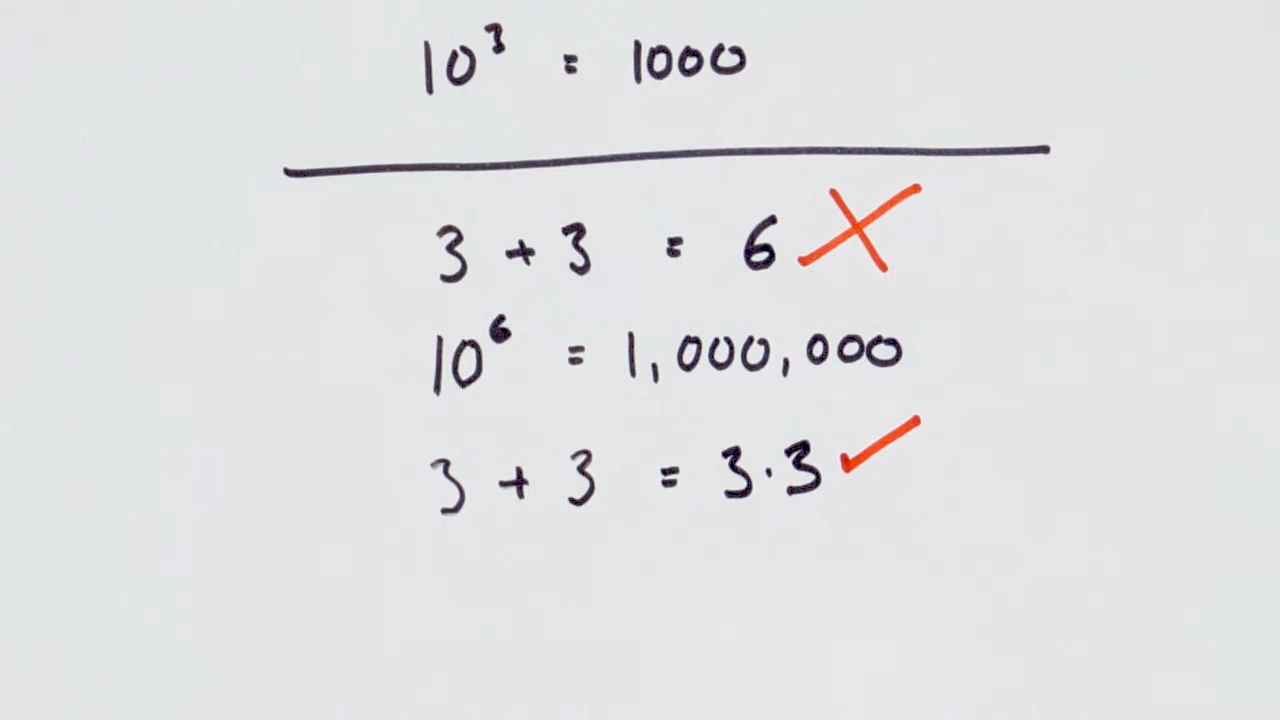 10³ = 1000
3 + 3 = 6 ✗
10⁶ = 1,000,000
3 + 3 = 3·3 ✓